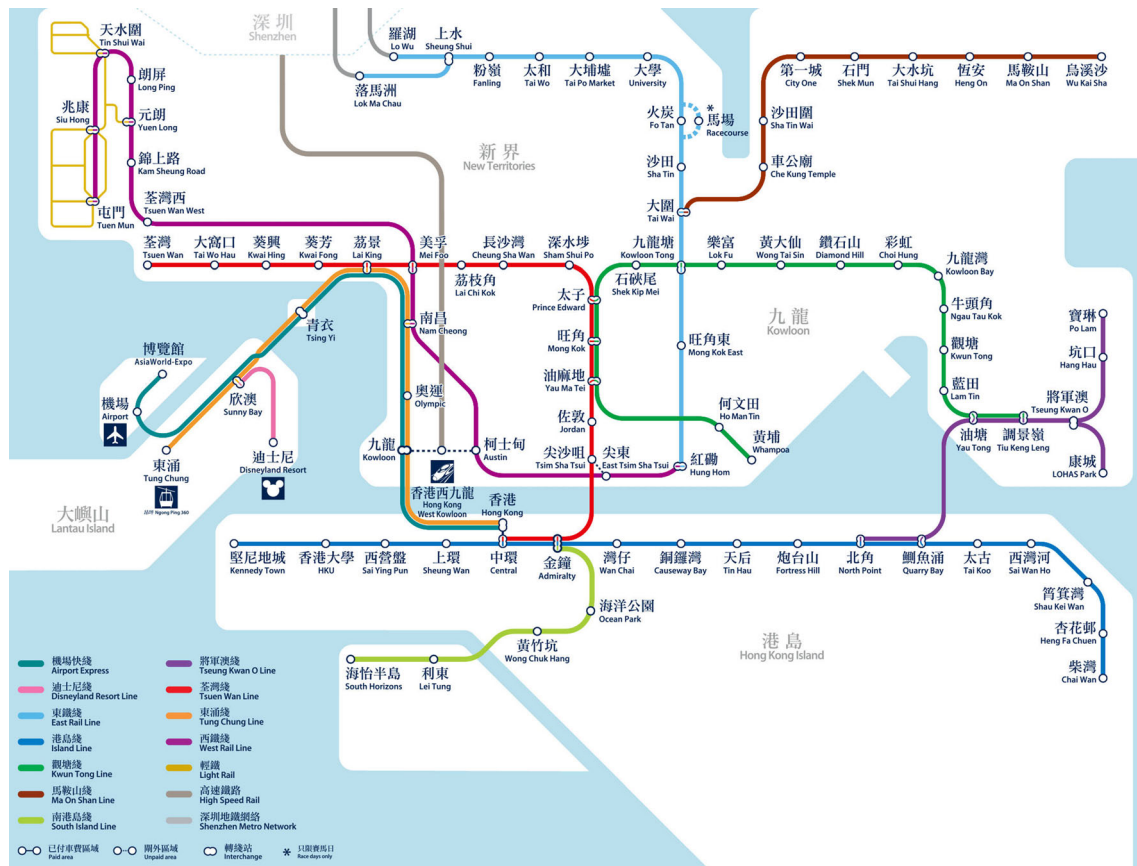 深圳
Shenzhen
天水圍
Tin Shui Wai
羅湖
Lo Wu
上水
Sheung Shui
落馬洲
Lok Ma Chau
粉嶺
Fanling
太和
Tai Wo
大埔墟
Tai Po Market
大學
University
第一城
City One
石門
Shek Mun
大水坑
Tai Shui Hang
恆安
Heng On
馬鞍山
Ma On Shan
烏溪沙
Wu Kai Sha
朗屏
Long Ping
兆康
Siu Hong
元朗
Yuen Long
火炭
Fo Tan
*
馬場
Racecourse
沙田圍
Sha Tin Wai
新界
New Territories
錦上路
Kam Sheung Road
沙田
Sha Tin
車公廟
Che Kung Temple
屯門
Tuen Mun
荃灣西
Tsuen Wan West
大圍
Tai Wai
荃灣
Tsuen Wan
大窩口
Tai Wo Hau
葵興
Kwai Hing
葵芳
Kwai Fong
荔景
Lai King
美孚
Mei Foo
荔枝角
Lai Chi Kok
長沙灣
Cheung Sha Wan
深水埗
Sham Shui Po
九龍塘
Kowloon Tong
石硤尾
Shek Kip Mei
樂富
Lok Fu
黃大仙
Wong Tai Sin
鑽石山
Diamond Hill
彩虹
Choi Hung
九龍灣
Kowloon Bay
太子
Prince Edward
牛頭角
Ngau Tau Kok
青衣
Tsing Yi
南昌
Nam Cheong
九龍
Kowloon
寶琳
Po Lam
旺角
Mong Kok
旺角東
Mong Kok East
觀塘
Kwun Tong
坑口
Hang Hau
博覽館
AsiaWorld-Expo
油麻地
Yau Ma Tei
藍田
Lam Tin
機場
Airport
欣澳
Sunny Bay
奧運
Olympic
佐敦
Jordan
何文田
Ho Man Tin
將軍澳
Tseung Kwan O
東涌
Tung Chung
昂坪 Ngong Ping 360
迪士尼
Disneyland Resort
九龍
Kowloon
柯士甸
Austin
尖沙咀
Tsim Sha Tsui
尖東
East Tsim Sha Tsui
紅磡
Hung Hom
黃埔
Whampoa
油塘
Yau Tong
調景嶺
Tiu Keng Leng
康城
LOHAS Park
香港西九龍
Hong Kong
West Kowloon
大嶼山
Lantau Island
香港
Hong Kong
堅尼地城
Kennedy Town
香港大學
HKU
西營盤
Sai Ying Pun
上環
Sheung Wan
中環
Central
金鐘
Admiralty
灣仔
Wan Chai
銅鑼灣
Causeway Bay
天后
Tin Hau
炮台山
Fortress Hill
北角
North Point
鰂魚涌
Quarry Bay
太古
Tai Koo
西灣河
Sai Wan Ho
筲箕灣
Shau Kei Wan
杏花邨
Heng Fa Chuen
柴灣
Chai Wan
海洋公園
Ocean Park
黃竹坑
Wong Chuk Hang
利東
Lei Tung
海怡半島
South Horizons
港島
Hong Kong Island
機場快綫
Airport Express
迪士尼綫
Disneyland Resort Line
東鐵綫
East Rail Line
港島綫
Island Line
觀塘綫
Kwun Tong Line
馬鞍山綫
Ma On Shan Line
南港島綫
South Island Line
將軍澳綫
Tseung Kwan O Line
荃灣綫
Tsuen Wan Line
東涌綫
Tung Chung Line
西鐵綫
West Rail Line
輕鐵
Light Rail
高速鐵路
High Speed Rail
深圳地鐵網絡
Shenzhen Metro Network
已付車費區域
Paid area
閘外區域
Unpaid area
轉綫站
Interchange
*
只限賽馬日
Race days only